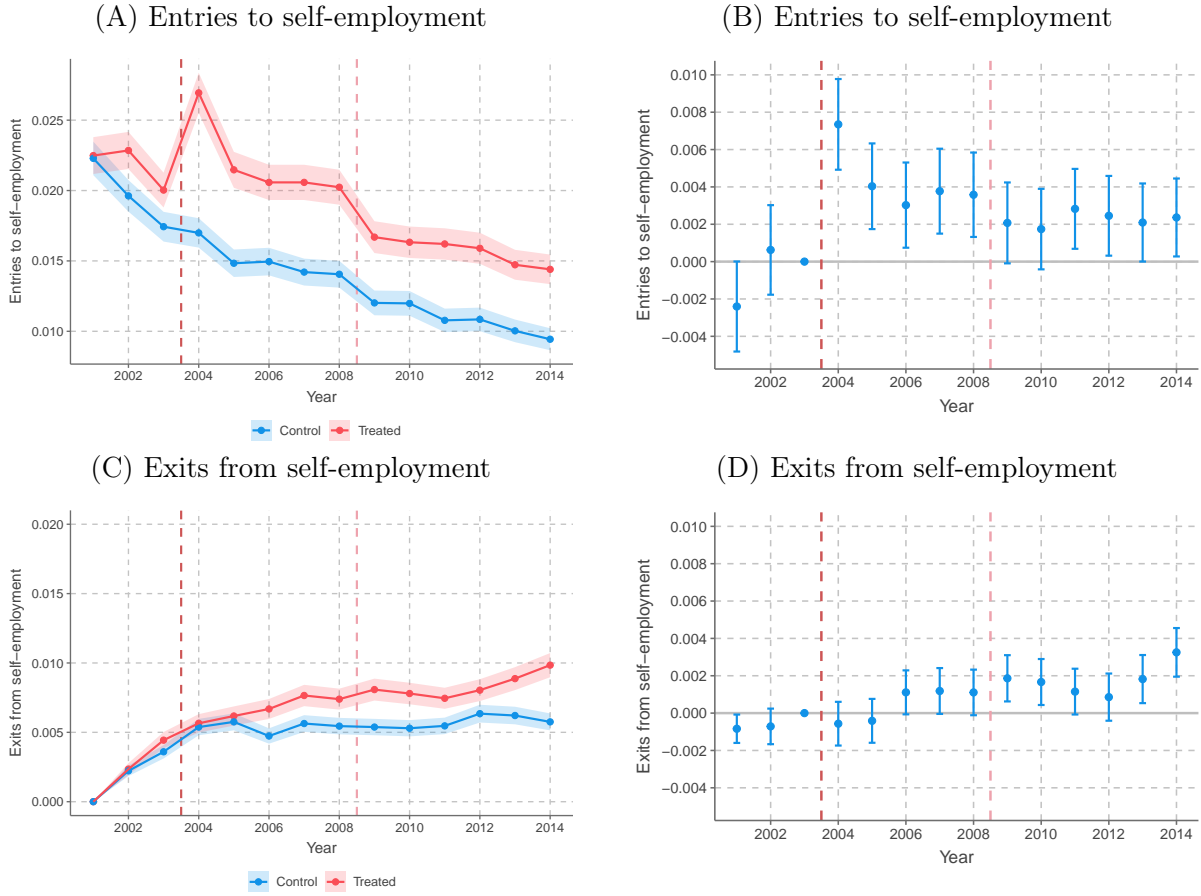 (A) Entries to self-employment
Entries to self−employment
0.025
0.020
0.015
0.010
2002 2004 2006 2008 2010 2012 2014
Year
Control Treated
(B) Entries to self-employment
Entries to self−employment
0.010
0.008
0.006
0.004
0.002
0.000
−0.002
−0.004
2002 2004 2006 2008 2010 2012 2014
Year
(C) Exits from self-employment
Exits from self−employment
0.020
0.015
0.010
0.005
0.000
2002 2004 2006 2008 2010 2012 2014
Year
Control Treated
(D) Exits from self-employment
Exits from self−employment
0.010
0.008
0.006
0.004
0.002
0.000
−0.002
−0.004
2002 2004 2006 2008 2010 2012 2014
Year